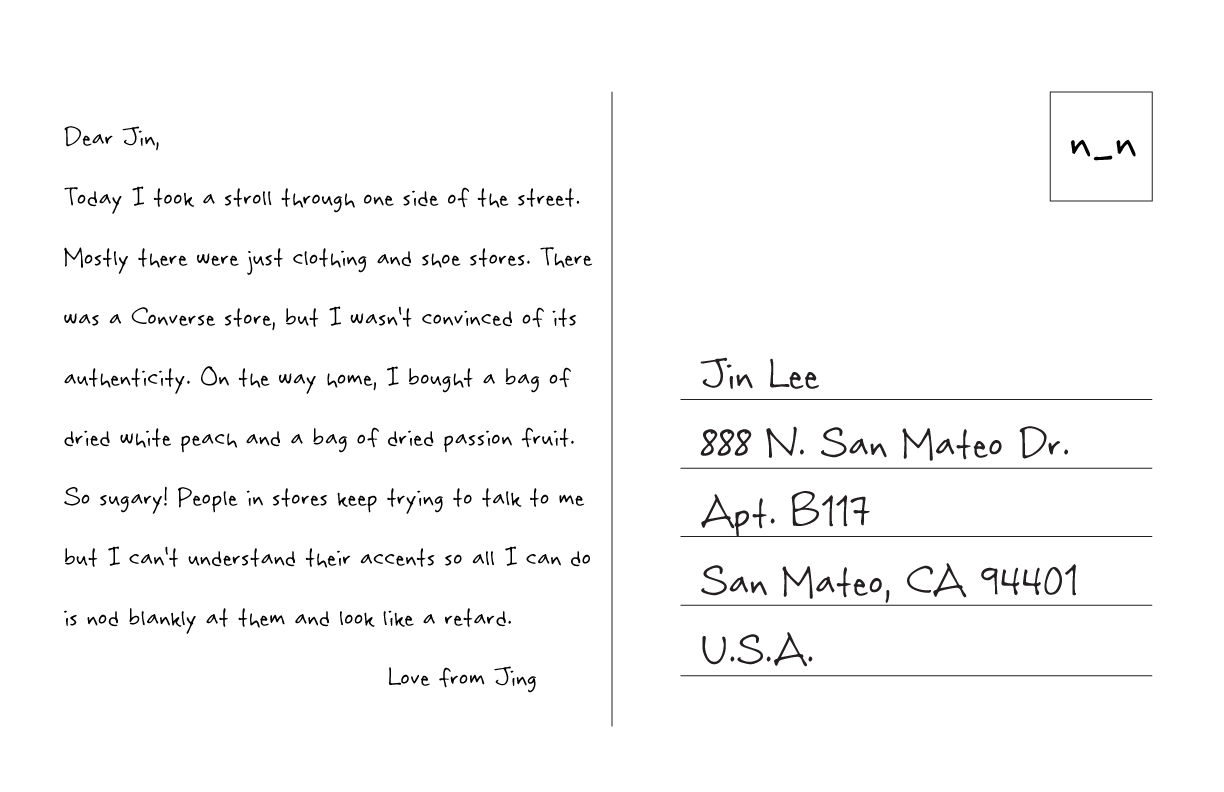 Dear Jin,
Today I took a stroll through one side of the street.
Mostly there were just clothing and shoe stores. There
was a Converse store, but I wasn't convinced of its
authenticity. On the way home, I bought a bag of
dried white peach and a bag of dried passion fruit.
So sugary! People in stores keep trying to talk to me
but I can't understand their accents so all I can do
is nod blankly at them and look like a retard.
Love from Jing
n_n
Jin Lee
888 N. San Mateo Dr.
Apt. B117
San Mateo, CA 94401
U.S.A.